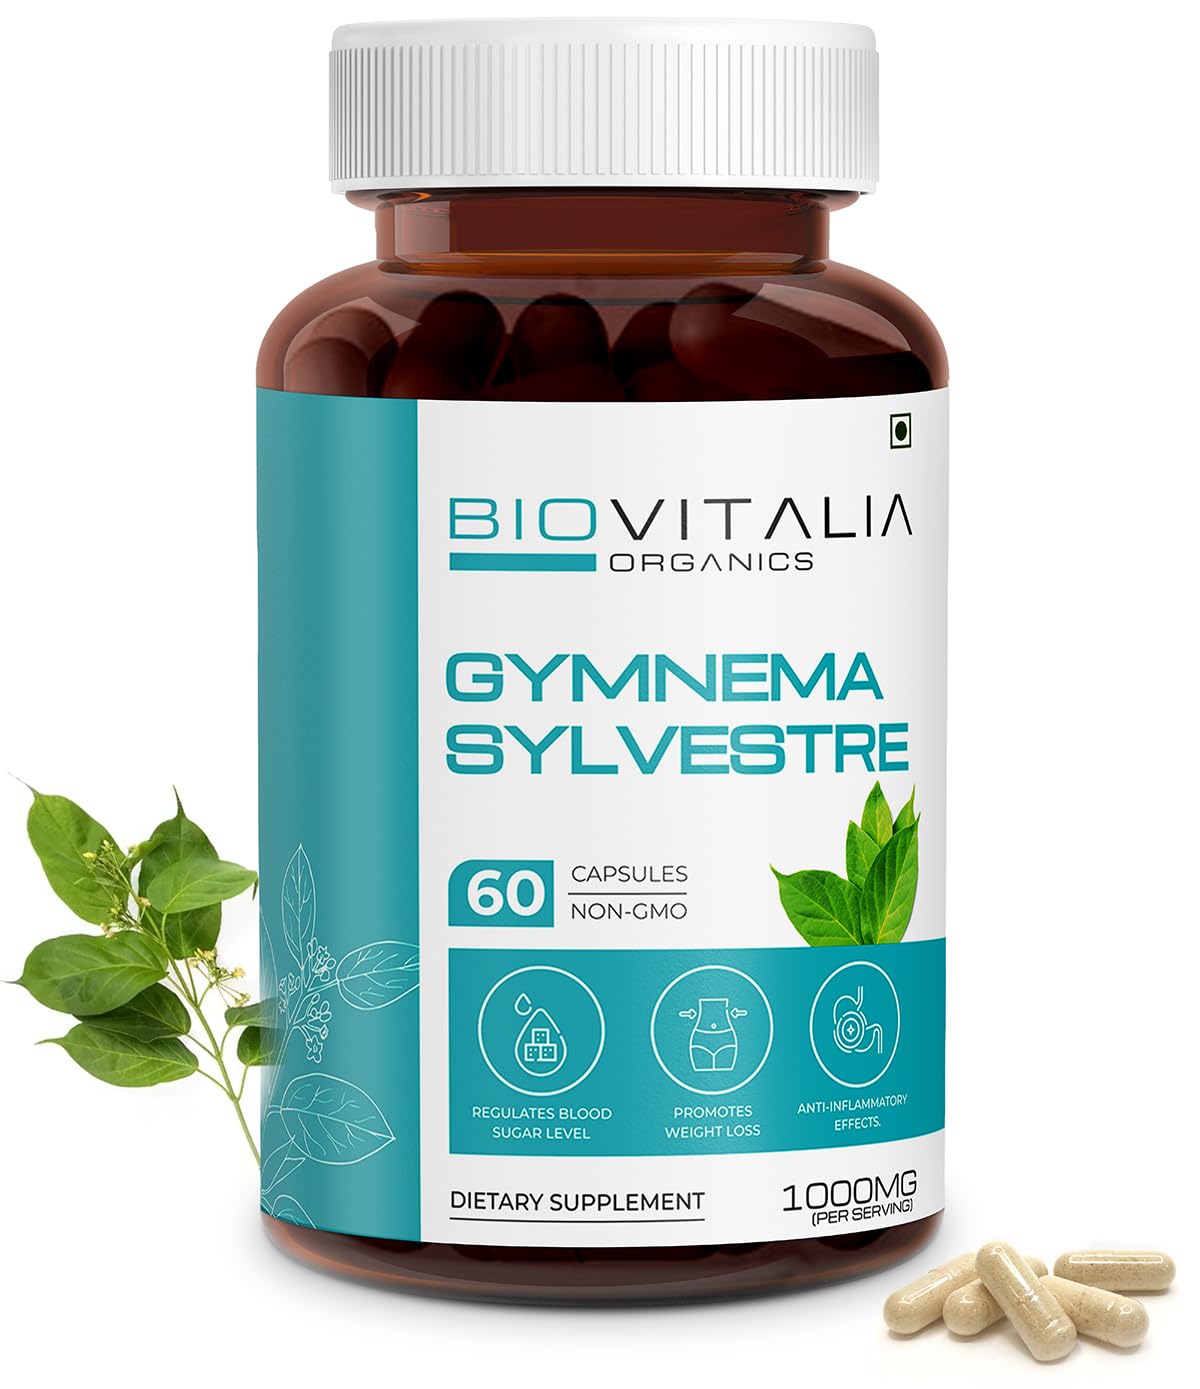 BIOVITALIA
ORGANICS
GYMNEMA
SYLVESTRE
60
CAPSULES
NON-GMO
REGULATES BLOOD
SUGAR LEVEL
PROMOTES
WEIGHT LOSS
ANTI-INFLAMMATORY
EFFECTS.
DIETARY SUPPLEMENT
1000MG
(PER SERVING)